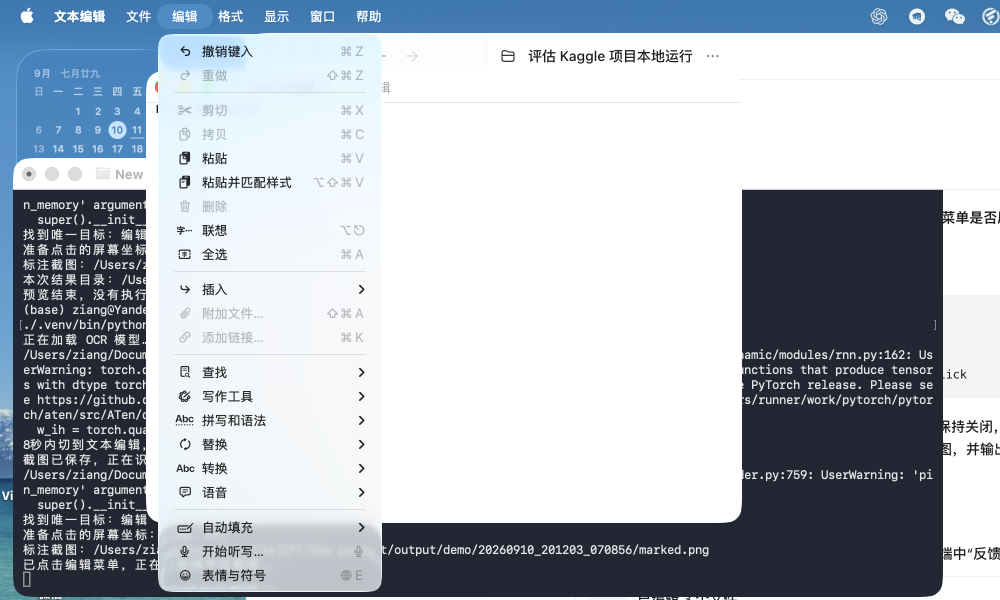 文本编辑 文件 编辑 格式 显示 窗口 帮助
9月 七月廿九
日 一 二 三 四 五
1 2 3 4
6 7 8 9 10 11
13 14 15 16 17 18
评估 Kaggle 项目本地运行 ···
撤销键入 ⌘ Z
重做 ⇧ ⌘ Z
剪切 ⌘ X
拷贝 ⌘ C
粘贴 ⌘ V
粘贴并匹配样式 ⌥ ⇧ ⌘ V
删除
联想
全选 ⌘ A
插入
附加文件... ⇧ ⌘ A
添加链接... ⌘ K
查找
写作工具
Abc 拼写和语法
替换
Abc 转换
语音
自动填充
开始听写...
表情与符号 E
New
n_memory' argument
super().__init__
找到唯一目标: 编辑
准备点击的屏幕坐标
标注截图: /Users/z
本次结果目录: /Use
预览结束, 没有执行
(base) ziang@Yande
[./.venv/bin/python ]
正在加载 OCR 模型
/Users/ziang/Docum namic/modules/rnn.py:162: Us
erWarning: torch.q unctions that produce tensor
s with dtype torch PyTorch release. Please se
e https://github.c rs/runner/work/pytorch/pytor
ch/aten/src/ATen/
w_ih = torch.qua
8秒内切到文本编辑,
截图已保存, 正在识
/Users/ziang/Docum der.py:759: UserWarning: 'pi
n_memory' argument
super().__init__
找到唯一目标: 编辑
准备点击的屏幕坐标:
标注截图: /Users/zia t/output/demo/20260910_201203_070856/marked.png
已点击编辑菜单, 正在
菜单是否
lick
保持关闭,
图, 并输出
端中“反馈